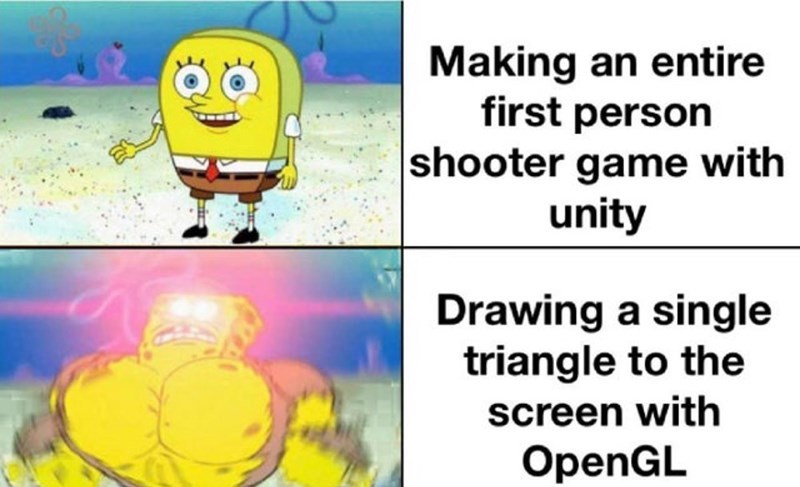 Making an entire
first person
shooter game with
unity
Drawing a single
triangle to the
screen with
OpenGL